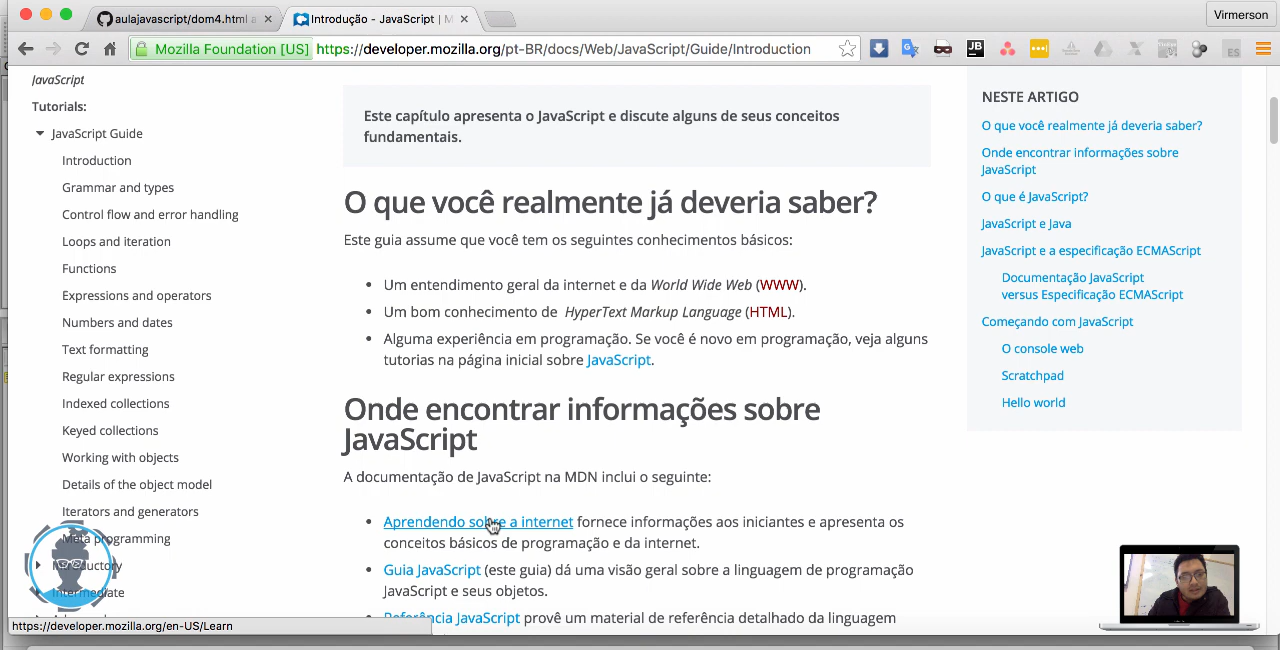 aulajavascript/dom4.html a
Introdução - JavaScript | M
Virmerson
Mozilla Foundation [US]
https://developer.mozilla.org/pt-BR/docs/Web/JavaScript/Guide/Introduction
JB
ES
JavaScript
Tutorials:
JavaScript Guide
Introduction
Grammar and types
Control flow and error handling
Loops and iteration
Functions
Expressions and operators
Numbers and dates
Text formatting
Regular expressions
Indexed collections
Keyed collections
Working with objects
Details of the object model
Iterators and generators
Meta programming
Introductory
Intermediate
https://developer.mozilla.org/en-US/Learn
Este capítulo apresenta o JavaScript e discute alguns de seus conceitos
fundamentais.
O que você realmente já deveria saber?
Este guia assume que você tem os seguintes conhecimentos básicos:
• Um entendimento geral da internet e da World Wide Web (WWW).
• Um bom conhecimento de HyperText Markup Language (HTML).
• Alguma experiência em programação. Se você é novo em programação, veja alguns
tutorias na página inicial sobre JavaScript.
Onde encontrar informações sobre
JavaScript
A documentação de JavaScript na MDN inclui o seguinte:
• Aprendendo sobre a internet fornece informações aos iniciantes e apresenta os
conceitos básicos de programação e da internet.
• Guia JavaScript (este guia) dá uma visão geral sobre a linguagem de programação
JavaScript e seus objetos.
• Referência JavaScript provê um material de referência detalhado da linguagem
NESTE ARTIGO
O que você realmente já deveria saber?
Onde encontrar informações sobre
JavaScript
O que é JavaScript?
JavaScript e Java
JavaScript e a especificação ECMAScript
Documentação JavaScript
versus Especificação ECMAScript
Começando com JavaScript
O console web
Scratchpad
Hello world